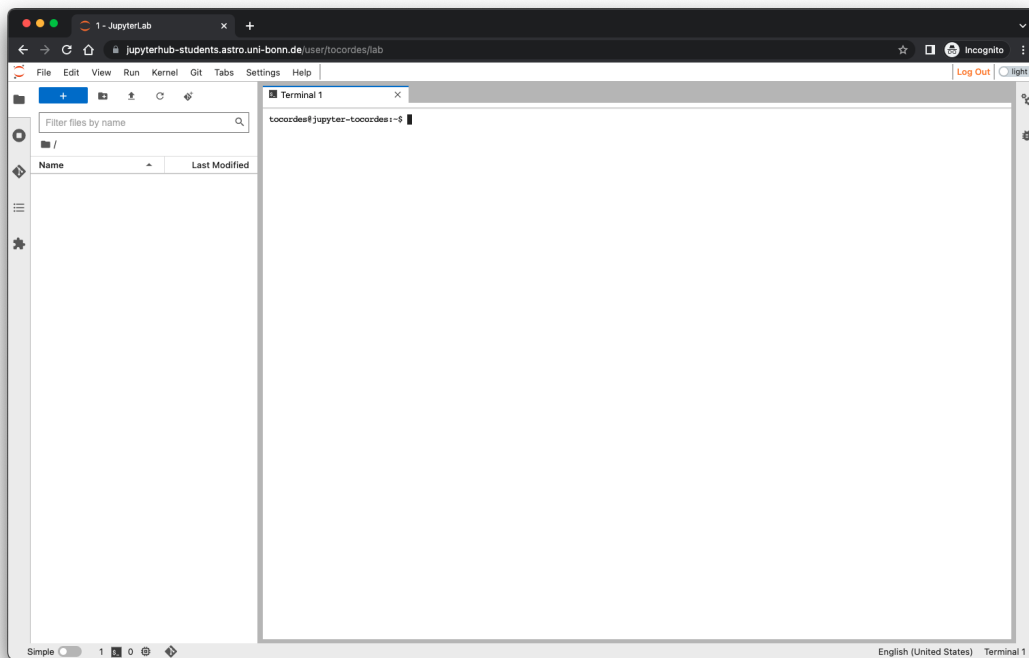 1 - JupyterLab
jupyterhub-students.astro.uni-bonn.de/user/tocordes/lab
Incognito
File Edit View Run Kernel Git Tabs Settings Help
Log Out
light
Filter files by name
/
Name
Last Modified
Terminal 1
tocordes@jupyter-tocordes:~$
Simple
1
0
English (United States)
Terminal 1